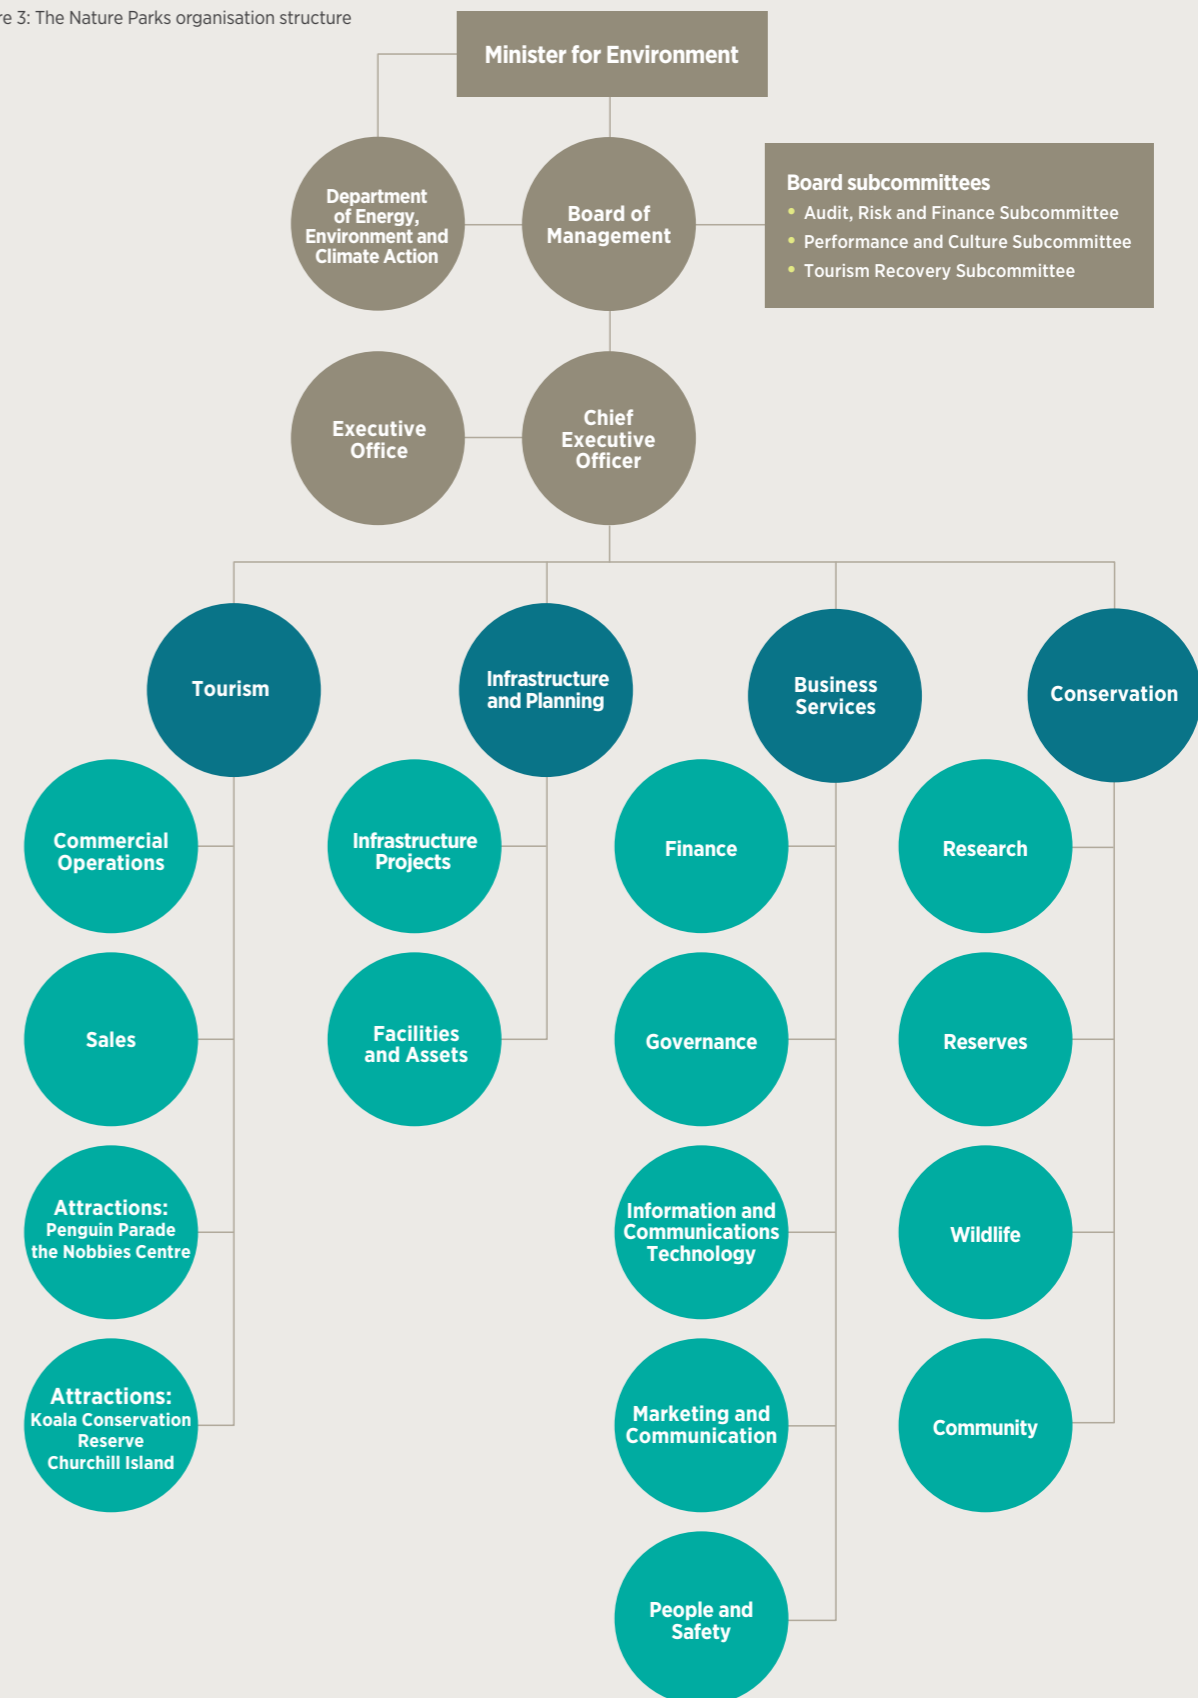 re 3: The Nature Parks organisation structure
Minister for Environment
Department
of Energy,
Environment and
Climate Action
Board of
Management
Board subcommittees
• Audit, Risk and Finance Subcommittee
• Performance and Culture Subcommittee
• Tourism Recovery Subcommittee
Executive
Office
Chief
Executive
Officer
Tourism
Infrastructure
and Planning
Business
Services
Conservation
Commercial
Operations
Infrastructure
Projects
Finance
Research
Sales
Facilities
and Assets
Governance
Reserves
Attractions:
Penguin Parade
the Nobbies Centre
Information and
Communications
Technology
Wildlife
Attractions:
Koala Conservation
Reserve
Churchill Island
Marketing and
Communication
Community
People and
Safety